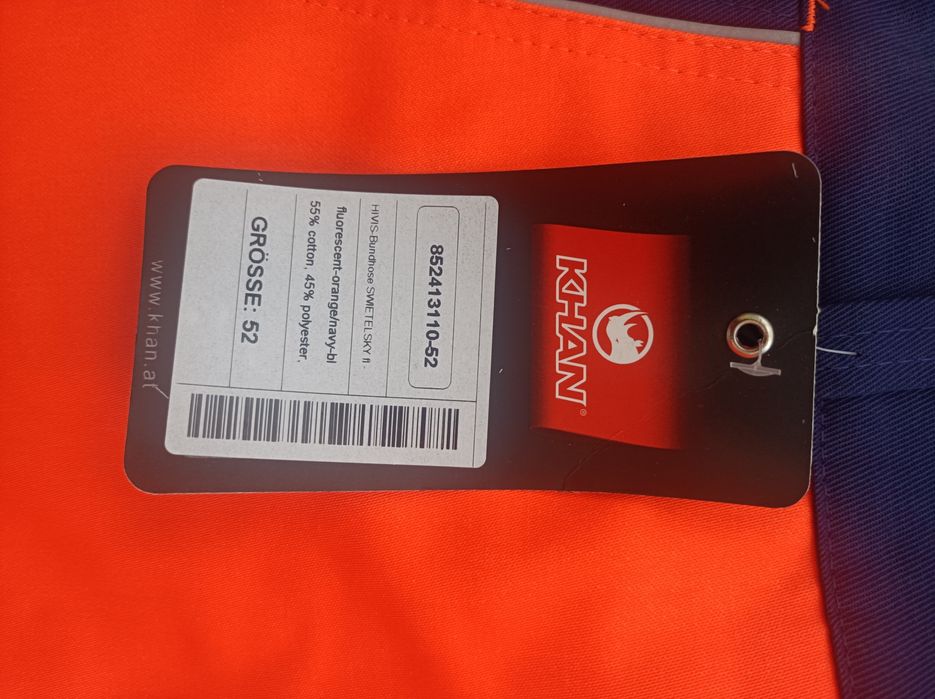 KHAN®
852413110-52
HIVIS-Bundhose SWIETELSKY fl.
fluorescent-orange/navy-bl
55% cotton, 45% polyester,
GRÖSSE: 52
www.khan.at